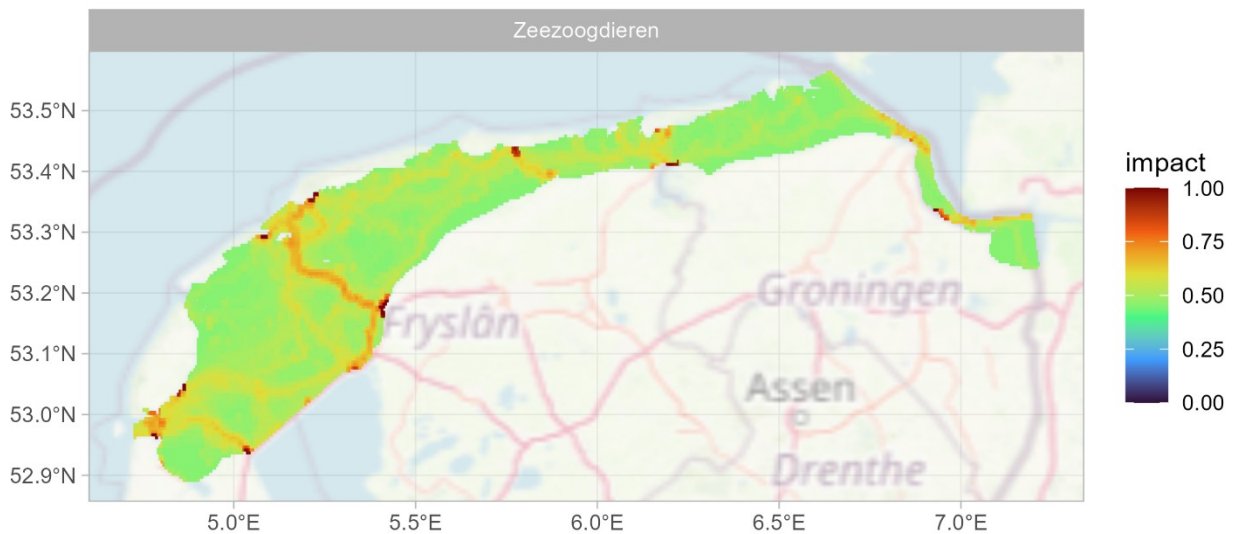 Zeezoogdieren
53.5°N
53.4°N
53.3°N
53.2°N
53.1°N
53.0°N
52.9°N
Groningen
Fryslân
Assen
Drenthe
5.0°E
5.5°E
6.0°E
6.5°E
7.0°E
impact
1.00
0.75
0.50
0.25
0.00